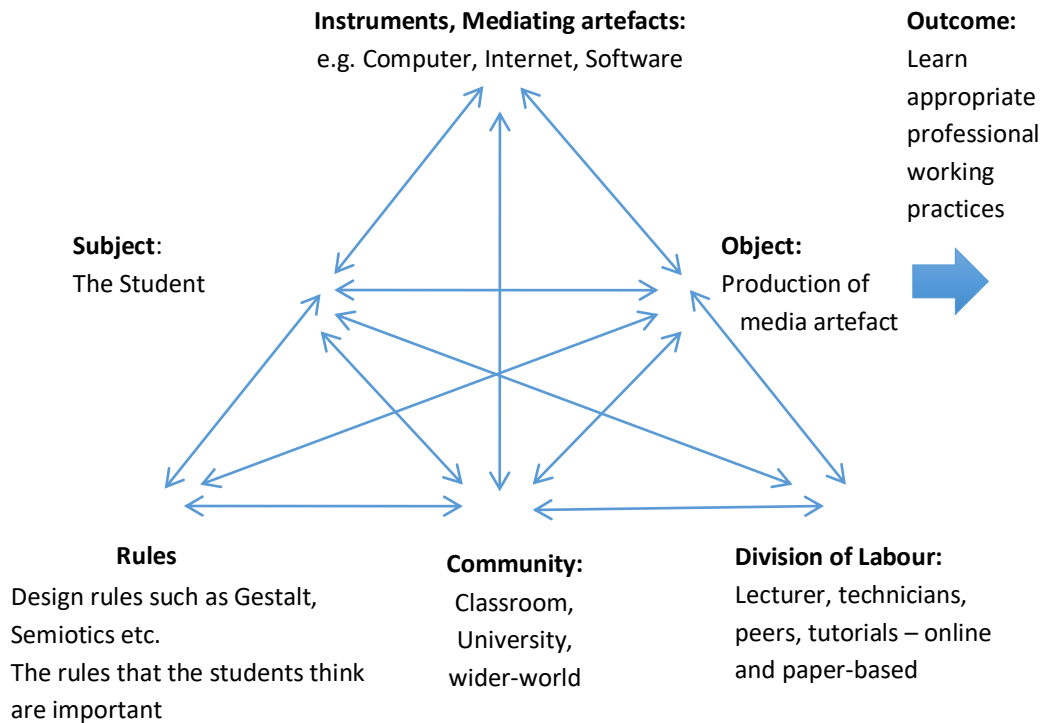 Instruments, Mediating artefacts:
e.g. Computer, Internet, Software
Outcome:
Learn
appropriate
professional
working
practices
Subject:
The Student
Object:
Production of
media artefact
Rules
Design rules such as Gestalt,
Semiotics etc.
The rules that the students think
are important
Community:
Classroom,
University,
wider-world
Division of Labour:
Lecturer, technicians,
peers, tutorials – online
and paper-based